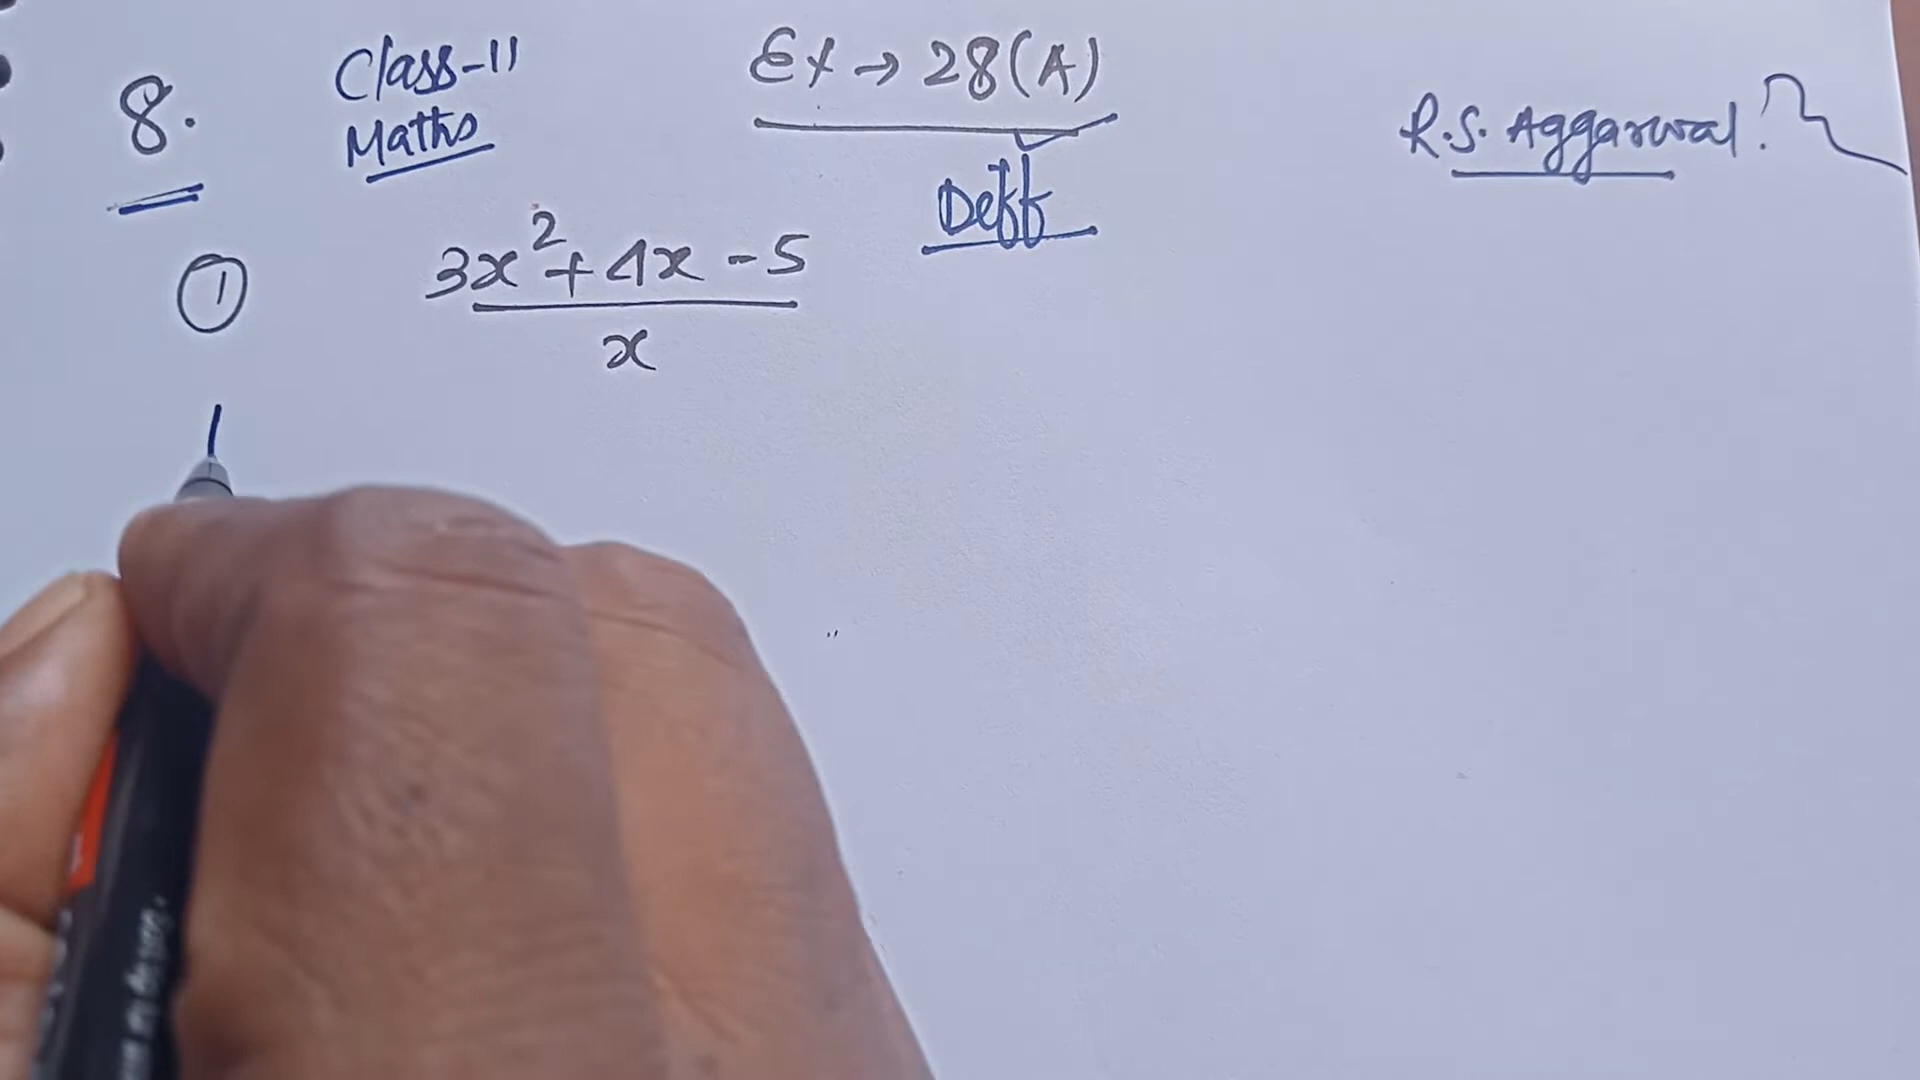 8.
Class-11
Maths
Ex → 28(A)
Deff
R.S. Aggarwal.
①
3x²+4x-5
x